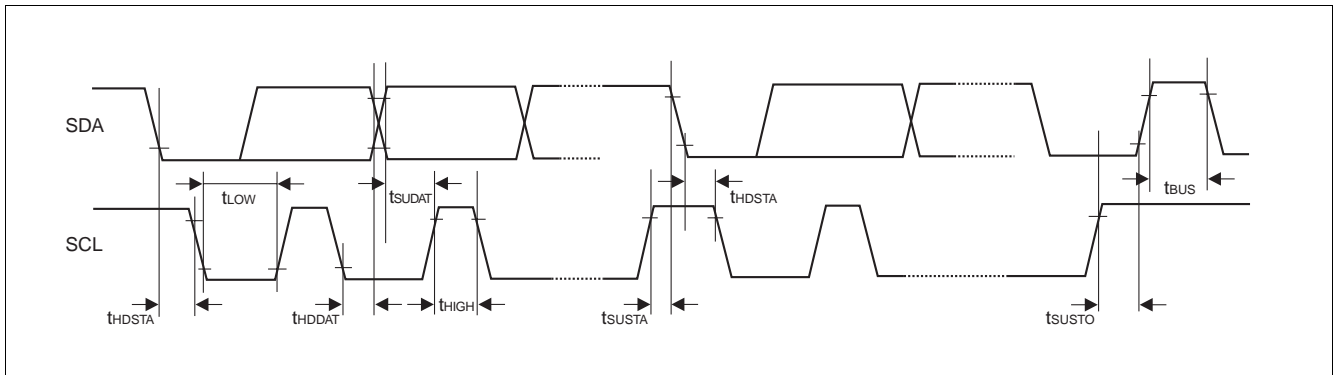 SDA
tLOW
tSUDAT
tHDSTA
tBUS
SCL
tHDSTA
tHDDAT
tHIGH
tSUSTA
tSUSTO